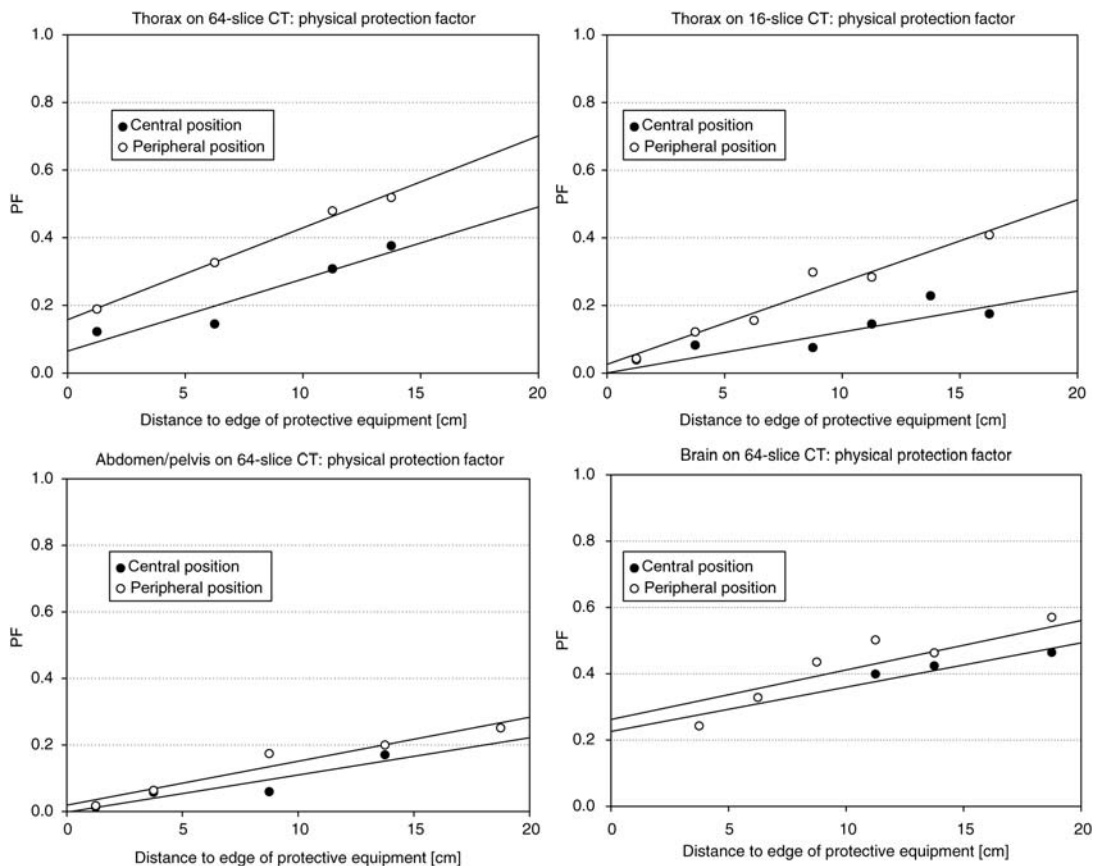 Thorax on 64-slice CT: physical protection factor
1.0
0.8
0.6
0.4
0.2
0.0
PF
Central position
Peripheral position
0 5 10 15 20
Distance to edge of protective equipment [cm]
Thorax on 16-slice CT: physical protection factor
1.0
0.8
0.6
0.4
0.2
0.0
PF
Central position
Peripheral position
0 5 10 15 20
Distance to edge of protective equipment [cm]
Abdomen/pelvis on 64-slice CT: physical protection factor
1.0
0.8
0.6
0.4
0.2
0.0
PF
Central position
Peripheral position
0 5 10 15 20
Distance to edge of protective equipment [cm]
Brain on 64-slice CT: physical protection factor
1.0
0.8
0.6
0.4
0.2
0.0
PF
Central position
Peripheral position
0 5 10 15 20
Distance to edge of protective equipment [cm]